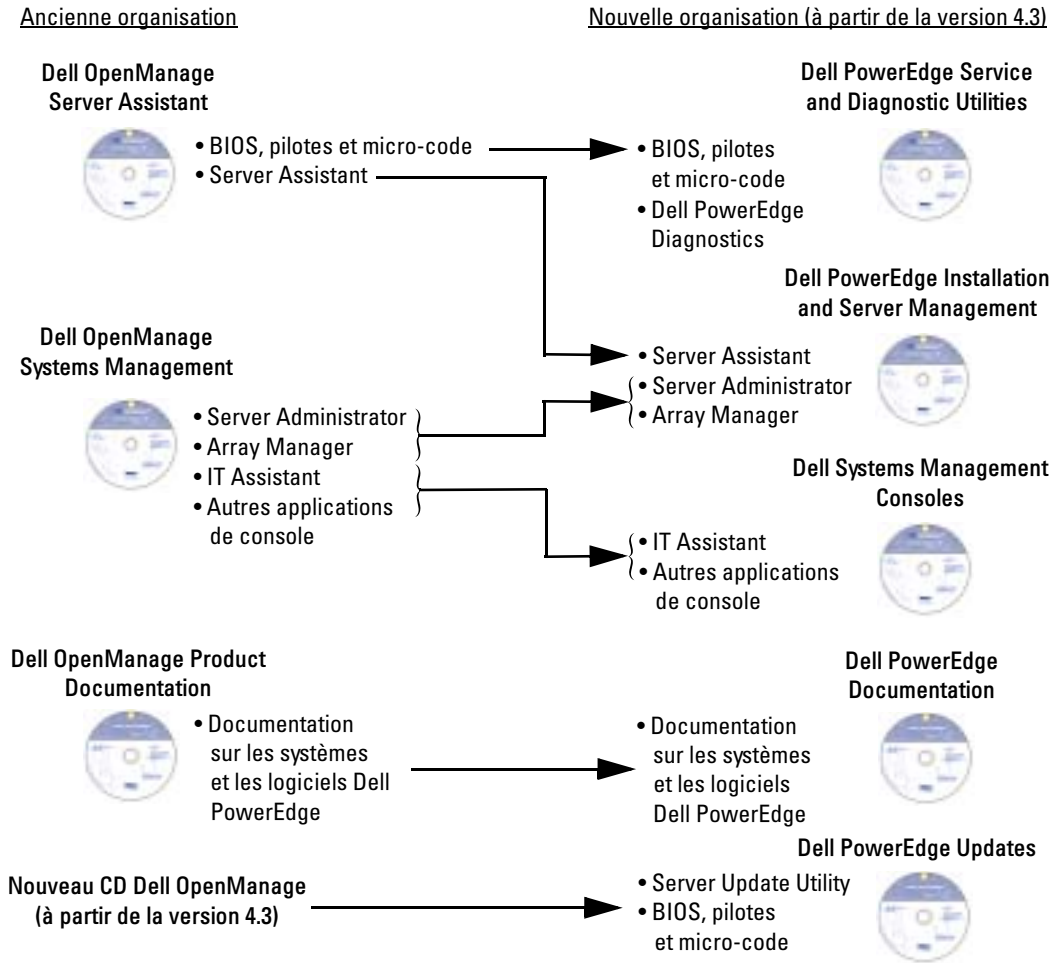 Ancienne organisation
Nouvelle organisation (à partir de la version 4.3)
Dell OpenManage
Server Assistant
• BIOS, pilotes et micro-code
• Server Assistant
Dell PowerEdge Service
and Diagnostic Utilities
• BIOS, pilotes
et micro-code
• Dell PowerEdge
Diagnostics
Dell PowerEdge Installation
and Server Management
• Server Assistant
• Server Administrator
• Array Manager
Dell OpenManage
Systems Management
• Server Administrator
• Array Manager
• IT Assistant
• Autres applications
de console
Dell Systems Management
Consoles
• IT Assistant
• Autres applications
de console
Dell OpenManage Product
Documentation
• Documentation
sur les systèmes
et les logiciels Dell
PowerEdge
Dell PowerEdge
Documentation
• Documentation
sur les systèmes
et les logiciels
Dell PowerEdge
Nouveau CD Dell OpenManage
(à partir de la version 4.3)
Dell PowerEdge Updates
• Server Update Utility
• BIOS, pilotes
et micro-code